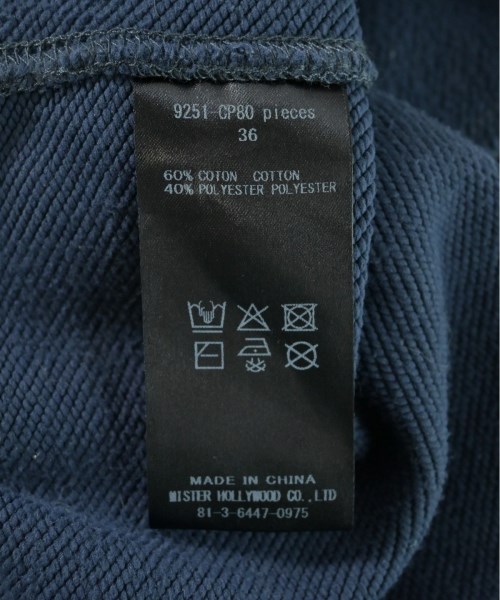 9251-CP80 pieces
36
60% COTON COTTON
40% POLYESTER POLYESTER
MADE IN CHINA
MISTER HOLLYWOOD CO.,LTD
81-3-6447-0975